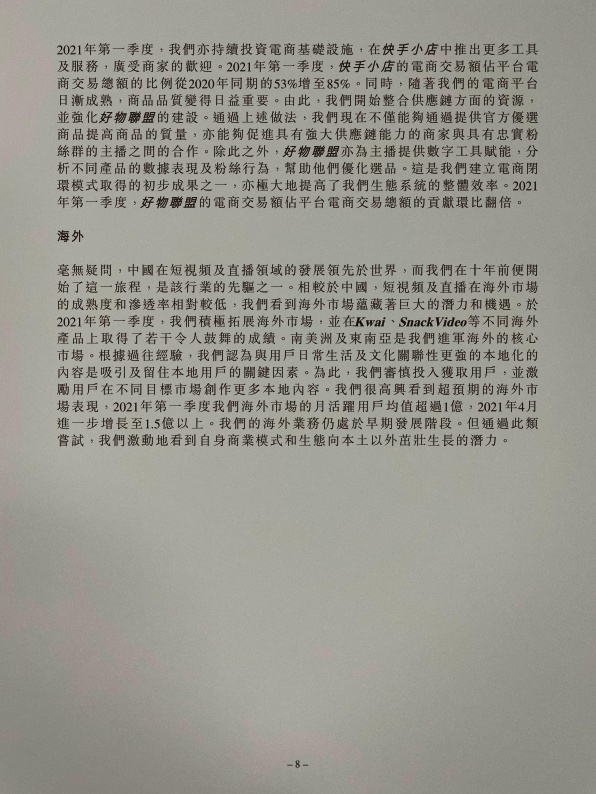 2021年第一季度，我們亦持續投資電商基礎設施，在快手小店中推出更多工具
及服務，廣受商家的歡迎。2021年第一季度，快手小店的電商交易額佔平台電
商交易總額的比例從2020年同期的53%增至85%。同時，隨著我們的電商平台
日漸成熟，商品品質變得日益重要。由此，我們開始整合供應鏈方面的資源，
並強化好物聯盟的建設。通過上述做法，我們現在不僅能夠通過提供官方優選
商品提高商品的質量，亦能夠促進具有強大供應鏈能力的商家與具有忠實粉
絲群的主播之間的合作。除此之外，好物聯盟亦為主播提供數字工具賦能，分
析不同產品的數據表現及粉絲行為，幫助他們優化選品。這是我們建立電商閉
環模式取得的初步成果之一，亦極大地提高了我們生態系統的整體效率。2021
年第一季度，好物聯盟的電商交易額佔平台電商交易總額的貢獻環比翻倍。
海外
毫無疑問，中國在短視頻及直播領域的發展領先於世界，而我們在十年前便開
始了這一旅程，是該行業的先驅之一。相較於中國，短視頻及直播在海外市場
的成熟度和滲透率相對較低，我們看到海外市場蘊藏著巨大的潛力和機遇。於
2021年第一季度，我們積極拓展海外市場，並在Kwai、SnackVideo等不同海外
產品上取得了若干令人鼓舞的成績。南美洲及東南亞是我們進軍海外的核心
市場。根據過往經驗，我們認為與用戶日常生活及文化關聯性更強的本地化的
內容是吸引及留住本地用戶的關鍵因素。為此，我們審慎投入獲取用戶，並激
勵用戶在不同目標市場創作更多本地內容。我們很高興看到超預期的海外市
場表現，2021年第一季度我們海外市場的月活躍用戶均值超過1億，2021年4月
進一步增長至1.5億以上。我們的海外業務仍處於早期發展階段。但通過此類
嘗試，我們激動地看到自身商業模式和生態向本土以外茁壯生長的潛力。
– 8 –